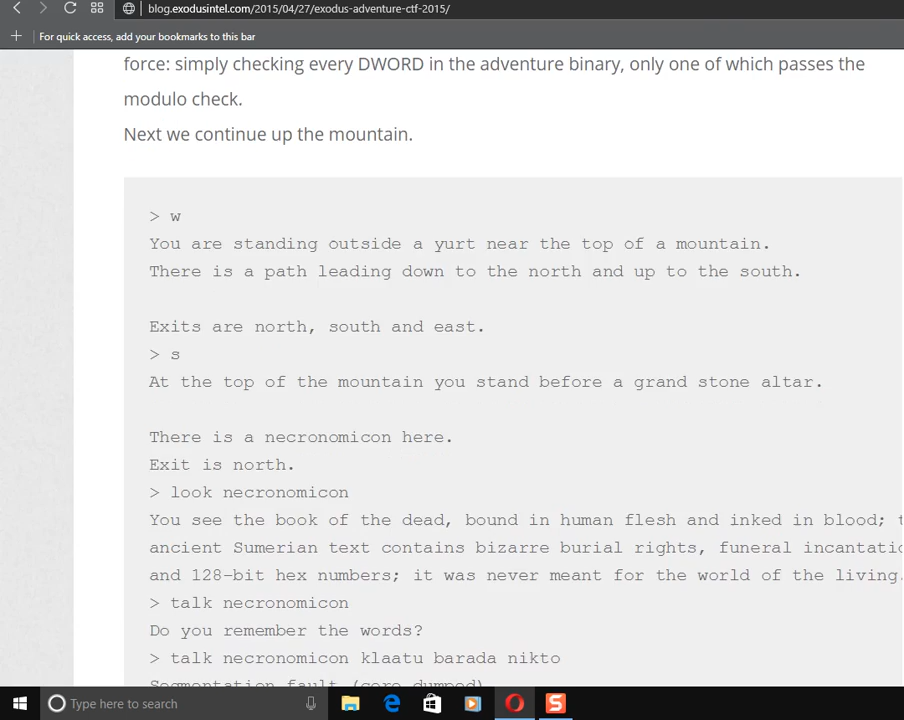 blog.exodusintel.com/2015/04/27/exodus-adventure-ctf-2015/
For quick access, add your bookmarks to this bar
force: simply checking every DWORD in the adventure binary, only one of which passes the
modulo check.
Next we continue up the mountain.
> w
You are standing outside a yurt near the top of a mountain.
There is a path leading down to the north and up to the south.
Exits are north, south and east.
> s
At the top of the mountain you stand before a grand stone altar.
There is a necronomicon here.
Exit is north.
> look necronomicon
You see the book of the dead, bound in human flesh and inked in blood; t
ancient Sumerian text contains bizarre burial rights, funeral incantatio
and 128-bit hex numbers; it was never meant for the world of the living.
> talk necronomicon
Do you remember the words?
> talk necronomicon klaatu barada nikto
Segmentation fault (core dumped)
Type here to search